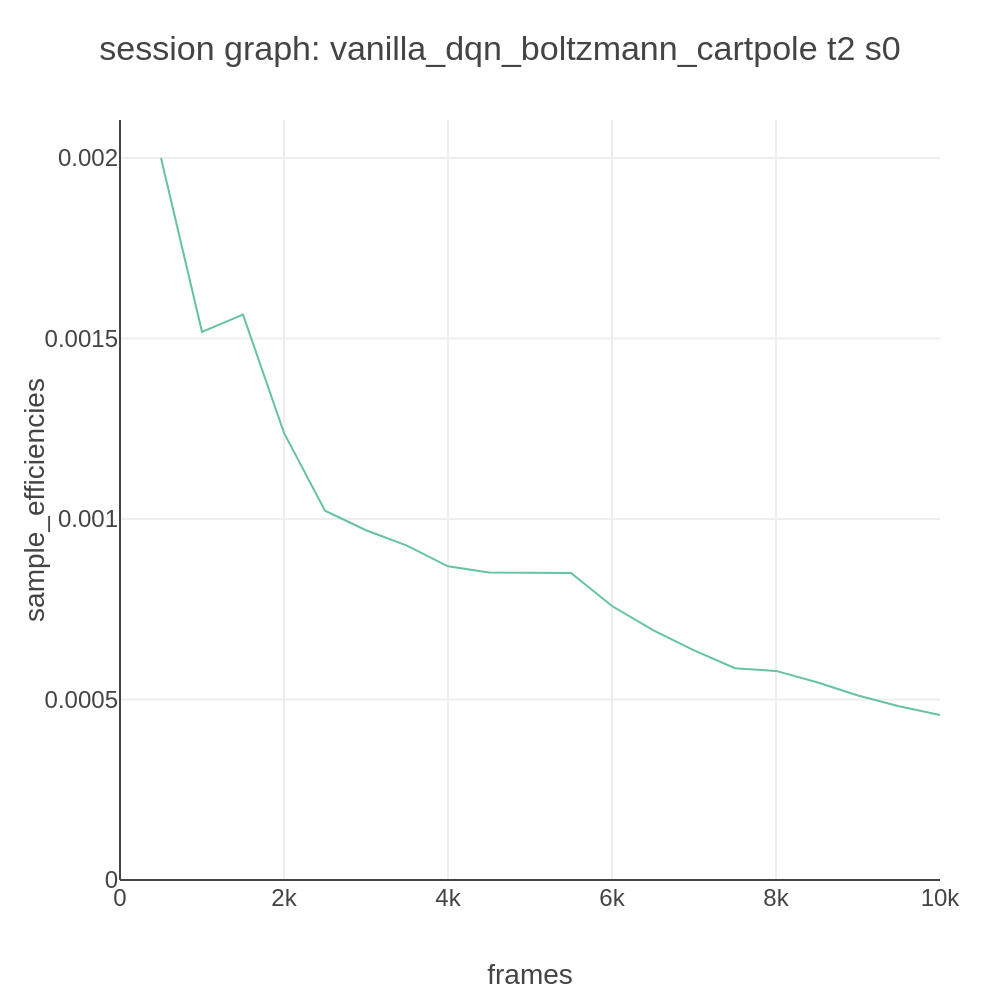 session graph: vanilla_dqn_boltzmann_cartpole t2 s0
0.002
0.0015
0.001
0.0005
0
sample_efficiencies
0
2k
4k
6k
8k
10k
frames